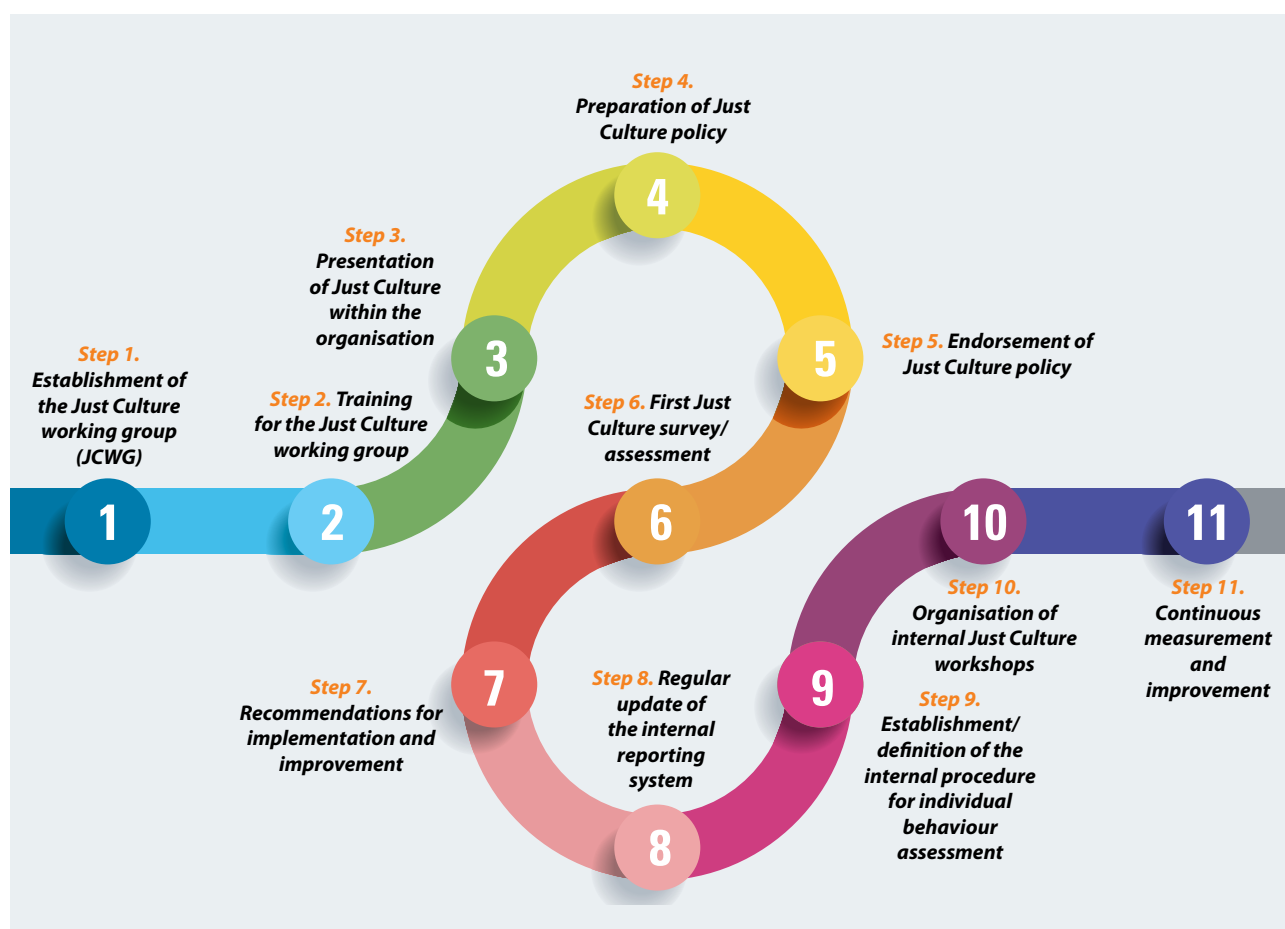 Step 1.
Establishment of
the Just Culture
working group
(JCWG)
1
Step 2. Training
for the Just Culture
working group
2
Step 3.
Presentation
of Just Culture
within the
organisation
3
Step 4.
Preparation of Just
Culture policy
4
Step 5. Endorsement of
Just Culture policy
5
Step 6. First Just
Culture survey/
assessment
6
Step 7.
Recommendations for
implementation and
improvement
7
Step 8. Regular
update of
the internal
reporting
system
8
Step 9.
Establishment/
definition of the
internal procedure
for individual
behaviour
assessment
9
Step 10.
Organisation of
internal Just Culture
workshops
10
Step 11.
Continuous
measurement
and
improvement
11